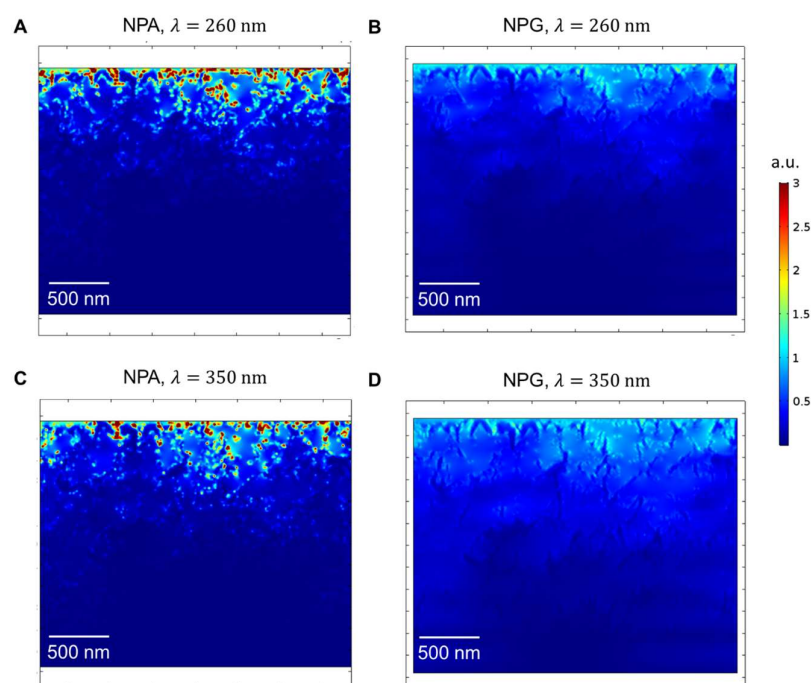 A NPA, λ = 260 nm
B NPG, λ = 260 nm
500 nm
500 nm
a.u.
3
2.5
2
1.5
1
0.5
C NPA, λ = 350 nm
D NPG, λ = 350 nm
500 nm
500 nm